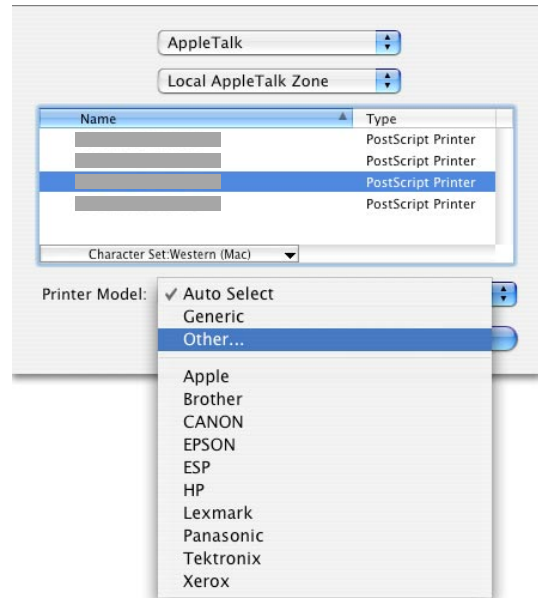 AppleTalk
Local AppleTalk Zone
Name Type
PostScript Printer
PostScript Printer
PostScript Printer
PostScript Printer
Character Set:Western (Mac)
Printer Model: ✓ Auto Select
Generic
Other...
Apple
Brother
CANON
EPSON
ESP
HP
Lexmark
Panasonic
Tektronix
Xerox